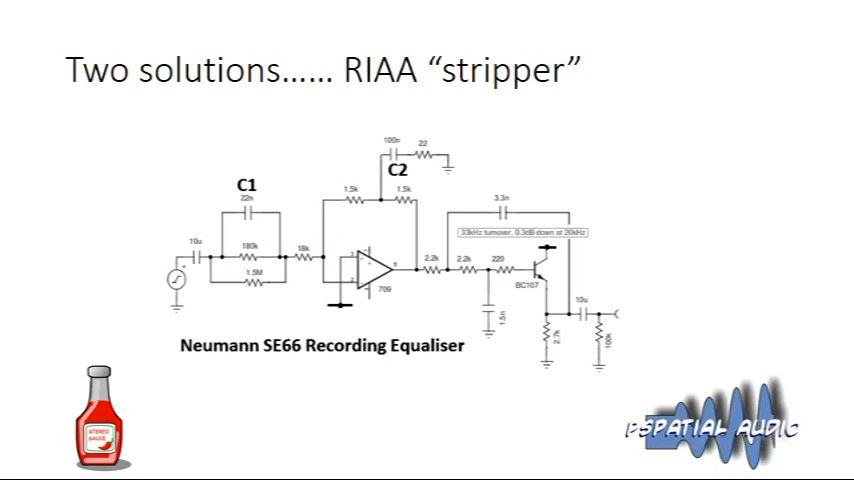 Two solutions…… RIAA “stripper”
100n 22
C2
C1
22n
1.5k 1.5k
3.3n
33kHz turnover. 0.3dB down at 20kHz
10u
180k
18k
1.5M
2.2k 2.2k 220
709
BC107
1.5n
10u
2.7k
100k
Neumann SE66 Recording Equaliser
STEREO
SAUCE
PSPATIAL AUDIO